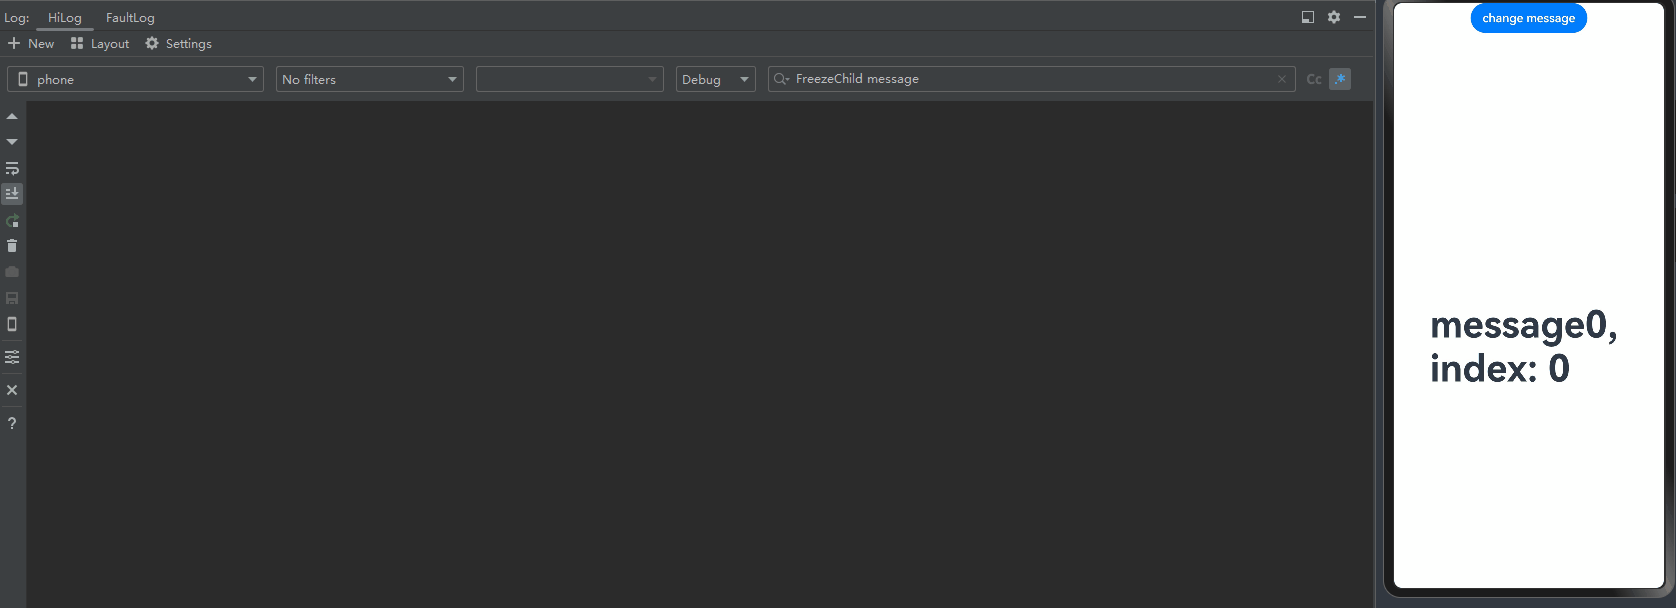 Log: HiLog FaultLog
New Layout Settings
phone No filters Debug FreezeChild message Cc .*
?
change message
message0,
index: 0